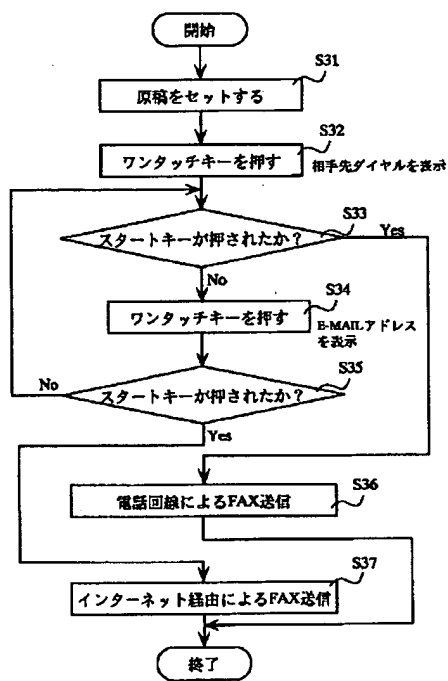 開始
S31
原稿をセットする
S32
ワンタッチキーを押す
相手先ダイヤルを表示
S33
スタートキーが押されたか?
Yes
No
S34
ワンタッチキーを押す
E-MAILアドレス
を表示
S35
No
スタートキーが押されたか?
Yes
S36
電話回線によるFAX送信
S37
インターネット経由によるFAX送信
終了